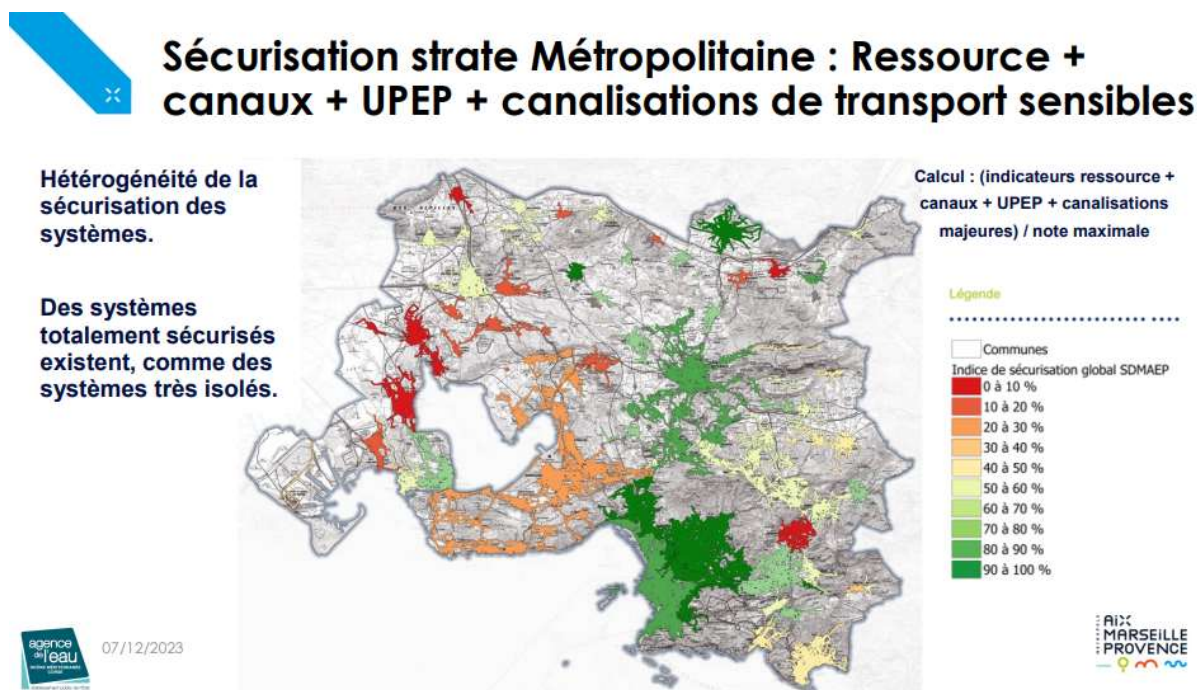 Sécurisation strate Métropolitaine : Ressource +
canaux + UPEP + canalisations de transport sensibles
Hétérogénéité de la
sécurisation des
systèmes.
Des systèmes
totalement sécurisés
existent, comme des
systèmes très isolés.
Calcul : (indicateurs ressource +
canaux + UPEP + canalisations
majeures) / note maximale
Légende
Communes
Indice de sécurisation global SDMAEP
0 à 10 %
10 à 20 %
20 à 30 %
30 à 40 %
40 à 50 %
50 à 60 %
60 à 70 %
70 à 80 %
80 à 90 %
90 à 100 %
agence
de l'eau
07/12/2023
AIX
MARSEILLE
PROVENCE